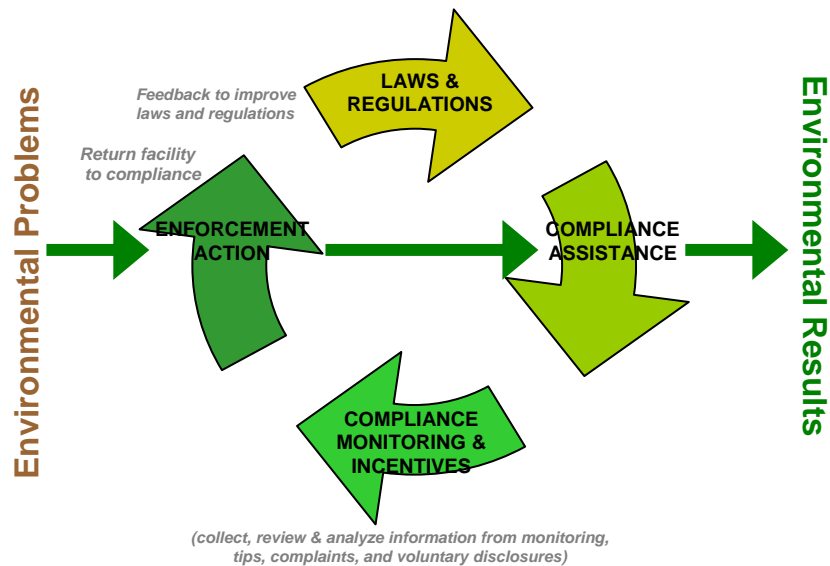 Environmental Problems
Feedback to improve
laws and regulations
Return facility
to compliance
LAWS &
REGULATIONS
ENFORCEMENT
ACTION
COMPLIANCE
ASSISTANCE
COMPLIANCE
MONITORING &
INCENTIVES
(collect, review & analyze information from monitoring,
tips, complaints, and voluntary disclosures)
Environmental Results